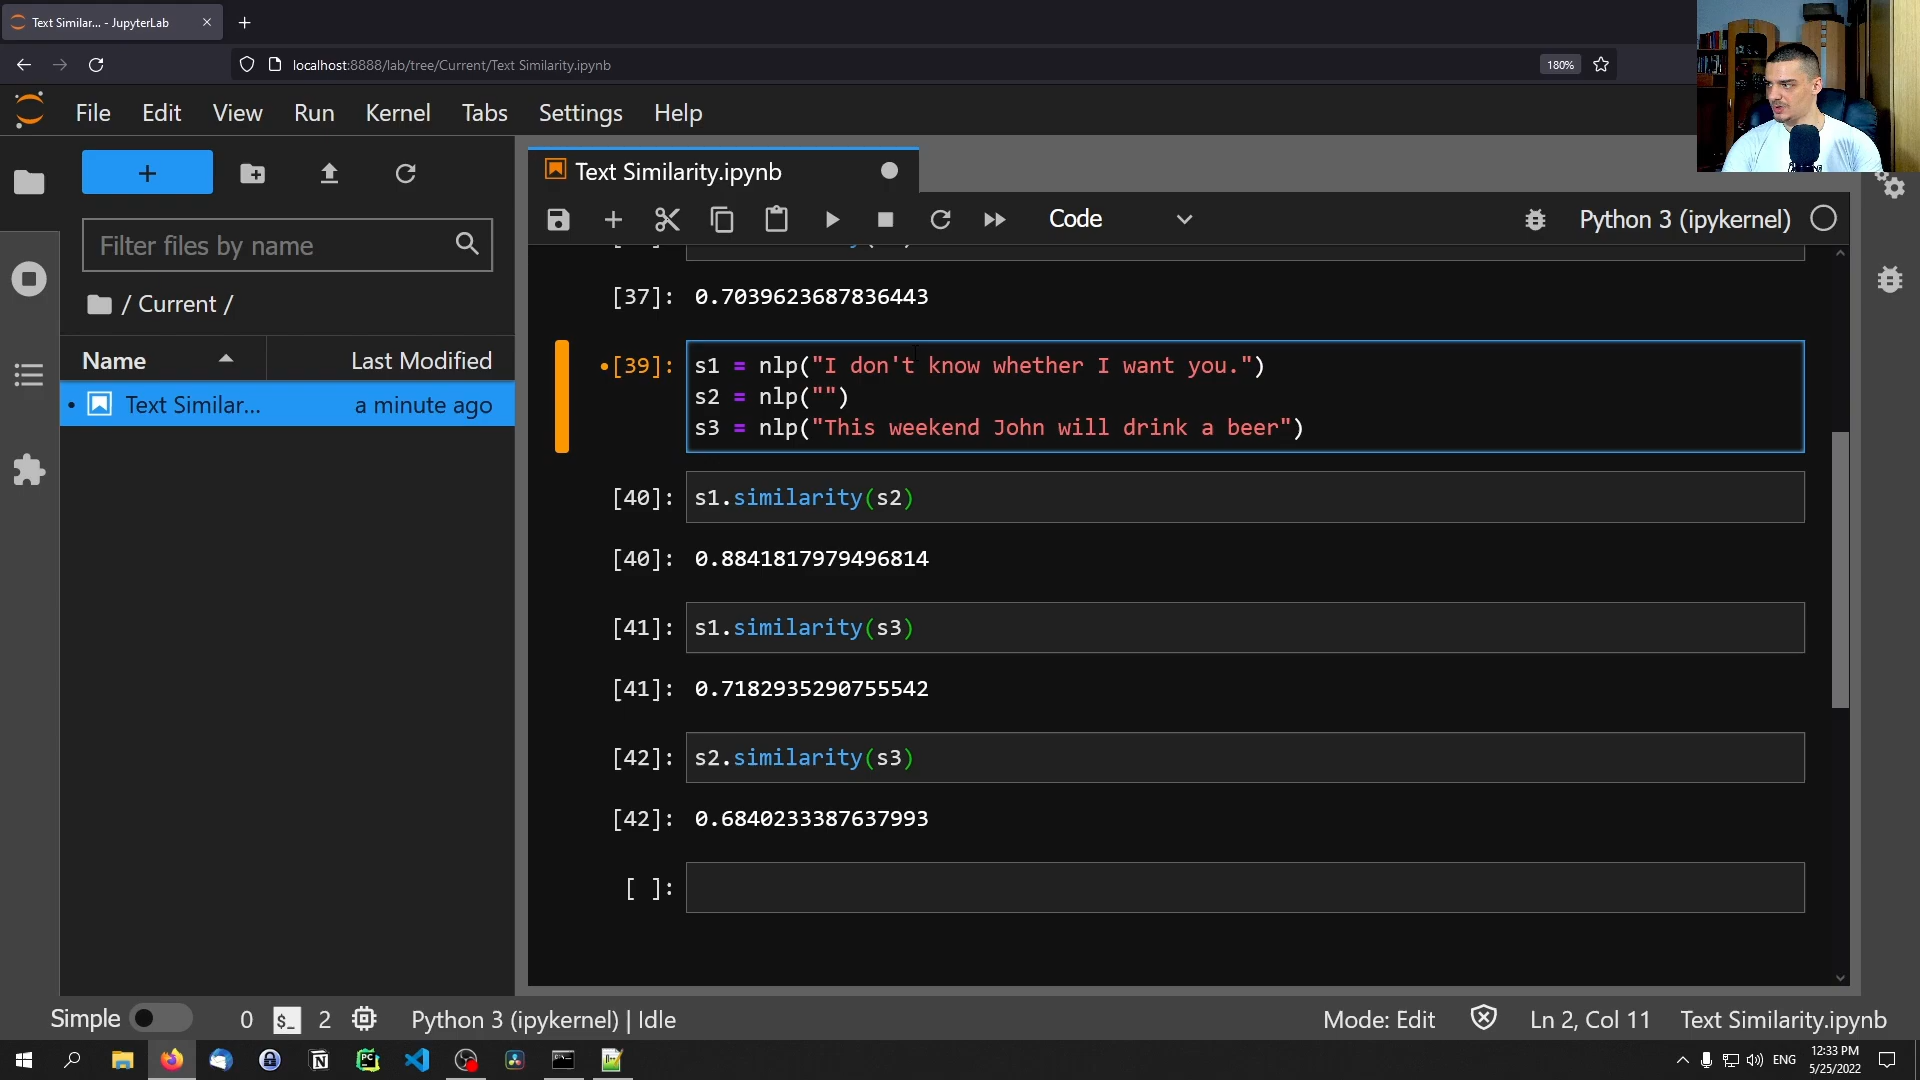 Text Similar... - JupyterLab
localhost:8888/lab/tree/Current/Text Similarity.ipynb
180%
File Edit View Run Kernel Tabs Settings Help
Filter files by name
/ Current /
Name Last Modified
Text Similar... a minute ago
Text Similarity.ipynb
Code
Python 3 (ipykernel)
[37]: 0.7039623687836443
[39]: s1 = nlp("I don't know whether I want you.")
s2 = nlp("")
s3 = nlp("This weekend John will drink a beer")
[40]: s1.similarity(s2)
[40]: 0.8841817979496814
[41]: s1.similarity(s3)
[41]: 0.7182935290755542
[42]: s2.similarity(s3)
[42]: 0.6840233387637993
[ ]:
Simple 0 $_ 2 Python 3 (ipykernel) | Idle Mode: Edit Ln 2, Col 11 Text Similarity.ipynb
ENG
12:33 PM
5/25/2022